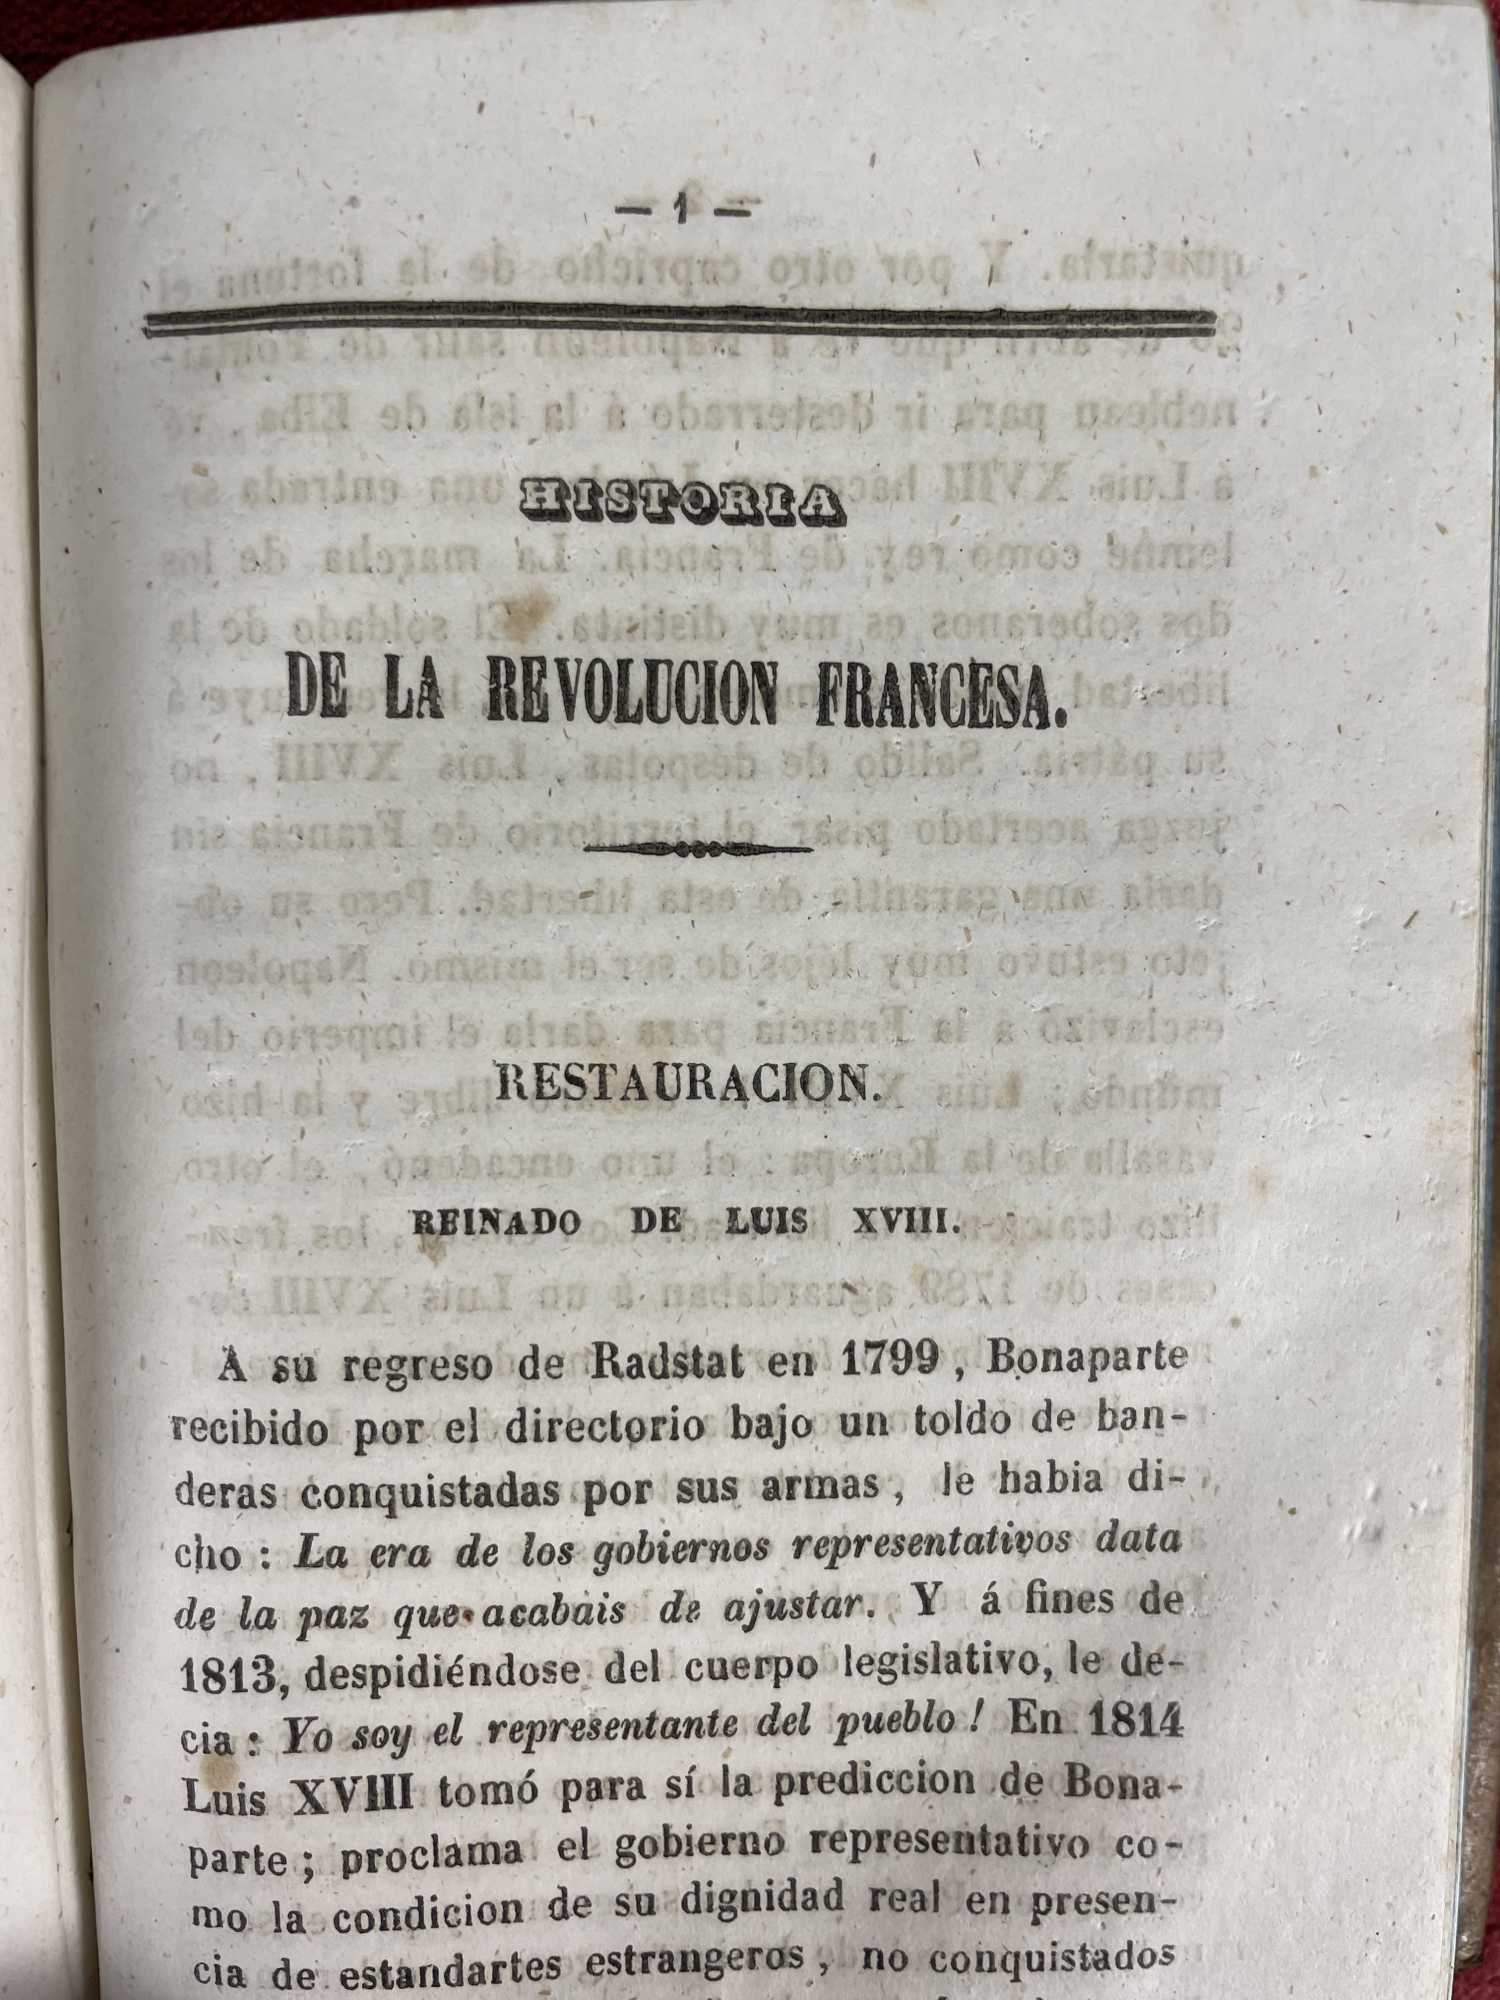 — 1 —
HISTORIA
DE LA REVOLUCION FRANCESA.
RESTAURACION.
REINADO DE LUIS XVIII.
A su regreso de Radstat en 1799, Bonaparte
recibido por el directorio bajo un toldo de ban-
deras conquistadas por sus armas, le habia di-
cho: La era de los gobiernos representativos data
de la paz que acabais de ajustar. Y á fines de
1813, despidiéndose del cuerpo legislativo, le de-
cia: Yo soy el representante del pueblo! En 1814
Luis XVIII tomó para sí la prediccion de Bona-
parte; proclama el gobierno representativo co-
mo la condicion de su dignidad real en presen-
cia de estandartes estrangeros, no conquistados